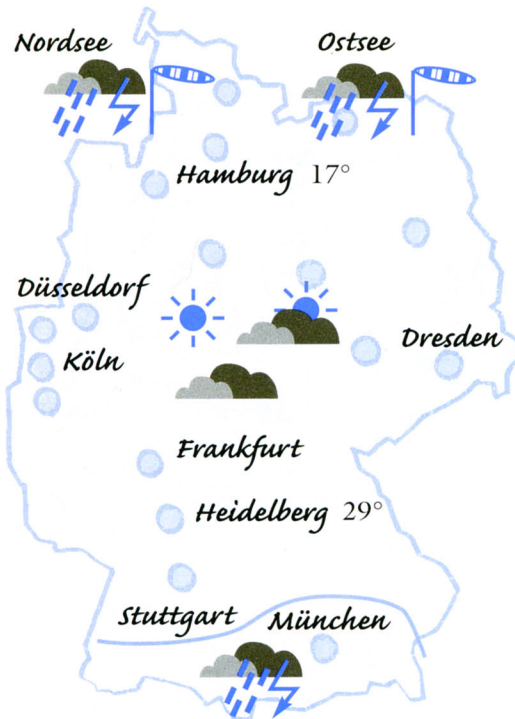 Nordsee Ostsee
Hamburg 17°
Düsseldorf
Dresden
Köln
Frankfurt
Heidelberg 29°
Stuttgart München